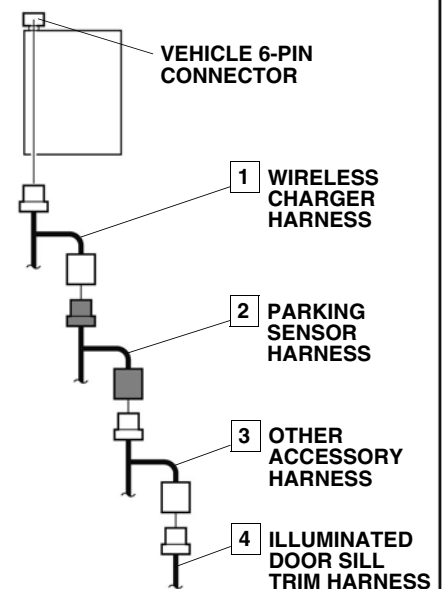 VEHICLE 6-PIN
CONNECTOR
1 WIRELESS
CHARGER
HARNESS
2 PARKING
SENSOR
HARNESS
3 OTHER
ACCESSORY
HARNESS
4 ILLUMINATED
DOOR SILL
TRIM HARNESS